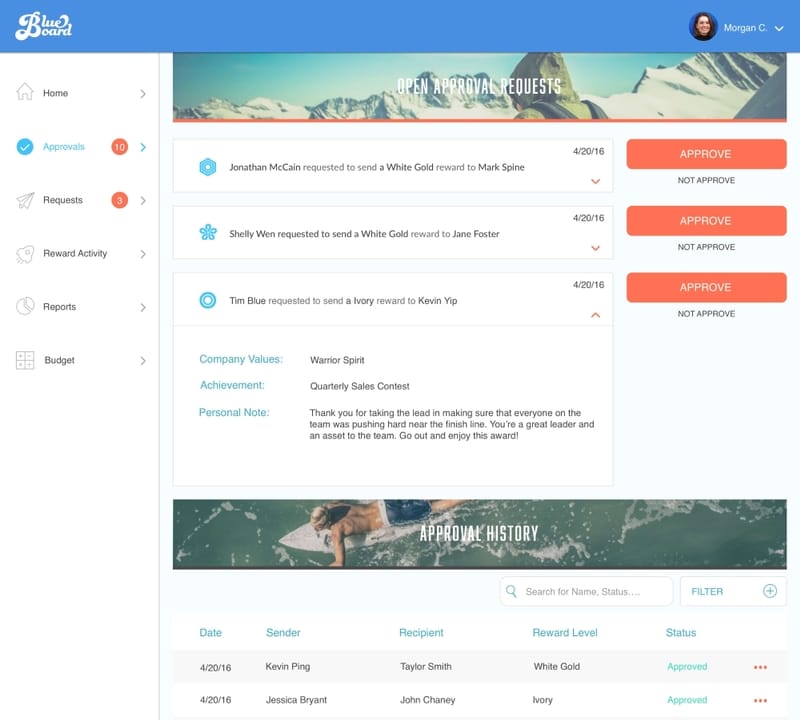 Blue Board
Morgan C.
Home
Approvals 10
Requests 3
Reward Activity
Reports
Budget
OPEN APPROVAL REQUESTS
4/20/16
Jonathan McCain requested to send a White Gold reward to Mark Spine
APPROVE
NOT APPROVE
4/20/16
Shelly Wen requested to send a White Gold reward to Jane Foster
APPROVE
NOT APPROVE
4/20/16
Tim Blue requested to send a Ivory reward to Kevin Yip
APPROVE
NOT APPROVE
Company Values: Warrior Spirit
Achievement: Quarterly Sales Contest
Personal Note: Thank you for taking the lead in making sure that everyone on the
team was pushing hard near the finish line. You're a great leader and
an asset to the team. Go out and enjoy this award!
APPROVAL HISTORY
Search for Name, Status....
FILTER
Date Sender Recipient Reward Level Status
4/20/16 Kevin Ping Taylor Smith White Gold Approved
4/20/16 Jessica Bryant John Chaney Ivory Approved